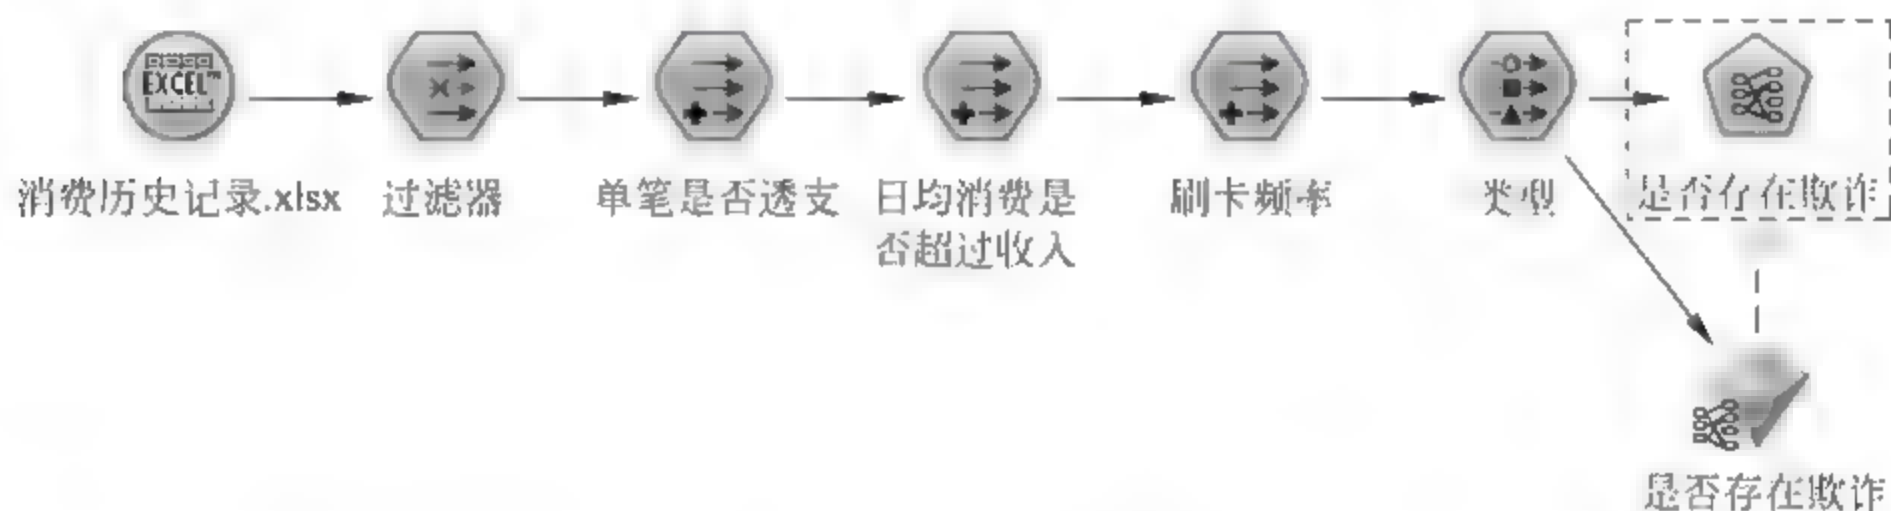 EXCEL™
消费历史记录.xlsx
过滤器
单笔是否透支
日均消费是
否超过收入
刷卡频率
类型
是否存在欺诈
是否存在欺诈